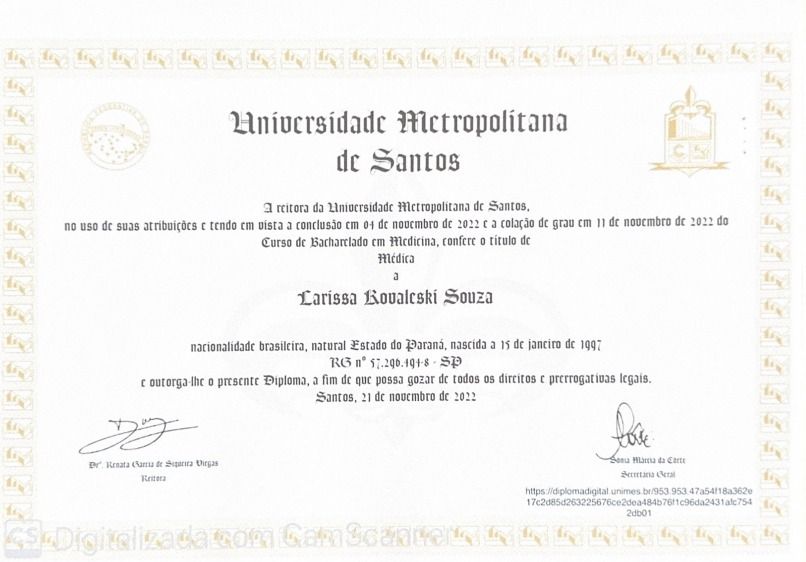 Universidade Metropolitana
de Santos
A reitora da Universidade Metropolitana de Santos,
no uso de suas atribuições e tendo em vista a conclusão em 04 de novembro de 2022 e a colação de grau em 11 de novembro de 2022 do
Curso de Bacharelado em Medicina, confere o título de
Médica
a
Larissa Kovaleski Souza
nacionalidade brasileira, natural Estado do Paraná, nascida a 15 de janeiro de 1997
RG nº 57.296.494-8 - SP
e outorga-lhe o presente Diploma, a fim de que possa gozar de todos os direitos e prerrogativas legais.
Santos, 21 de novembro de 2022
Drª. Renata Garcia de Siqueira Viegas
Reitora
Sonia Márcia da Côrte
Secretária Geral
https://diplomadigital.unimes.br/953.953.47a54f18a362e
17c2d85d263225676ce2dea484b76f1c96da2431afc754
2db01
CS Digitalizada com CamScanner